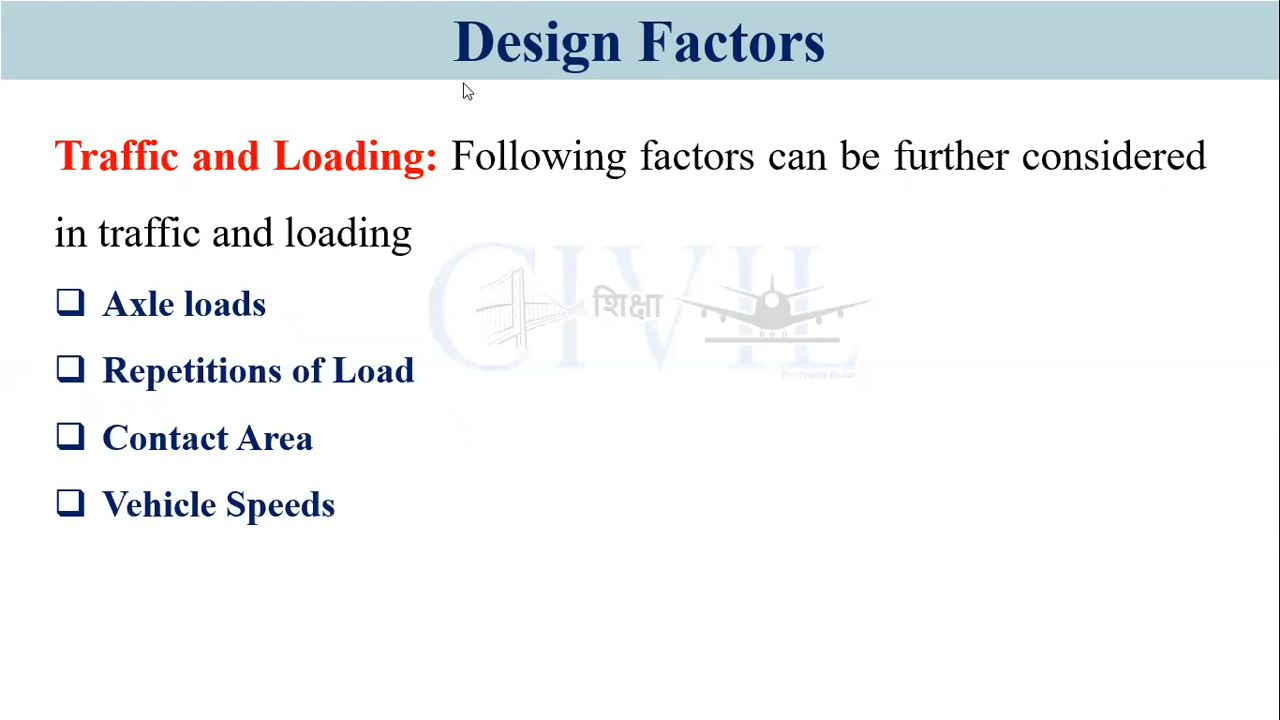 Design Factors
Traffic and Loading: Following factors can be further considered
in traffic and loading
Axle loads
Repetitions of Load
Contact Area
Vehicle Speeds
CIVIL
शिक्षा